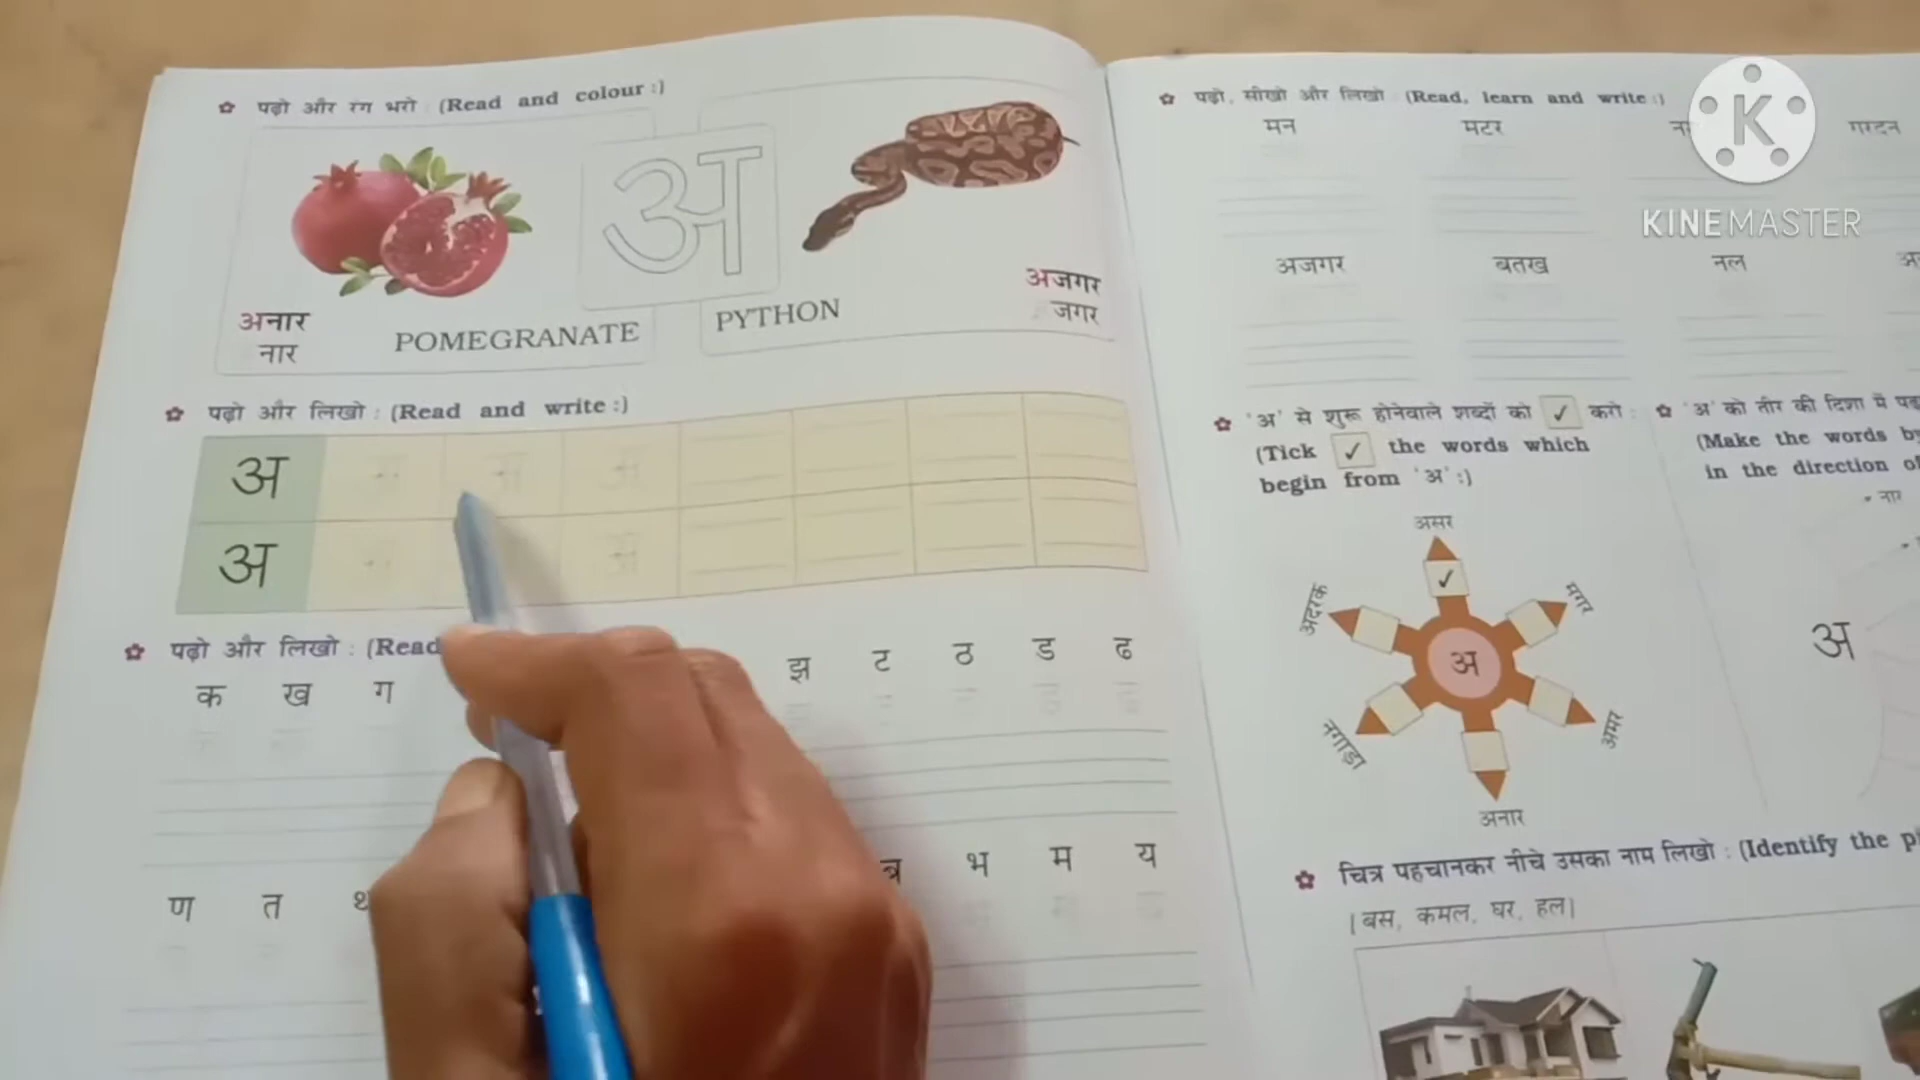 पढ़ो और रंग भरो : (Read and colour :)
अ
अनार
नार
POMEGRANATE
PYTHON
अजगर
जगर
पढ़ो और लिखो : (Read and write :)
अ
अ
पढ़ो और लिखो : (Read
क ख ग झ ट ठ ड ढ
ण त भ म य
पढ़ो, सीखो और लिखो (Read, learn and write :)
मन मटर गरदन
अजगर बतख नल
'अ' से शुरू होनेवाले शब्दों को ✓ करो :
(Tick ✓ the words which
begin from 'अ' :)
असर
मगर
अमर
अनार
नगाड़ा
अदरक
✓
अ
'अ' को तीर की दिशा में
(Make the words
in the direction
नार
अ
चित्र पहचानकर नीचे उसका नाम लिखो : (Identify the
|बस, कमल, घर, हल|
KINEMASTER
K